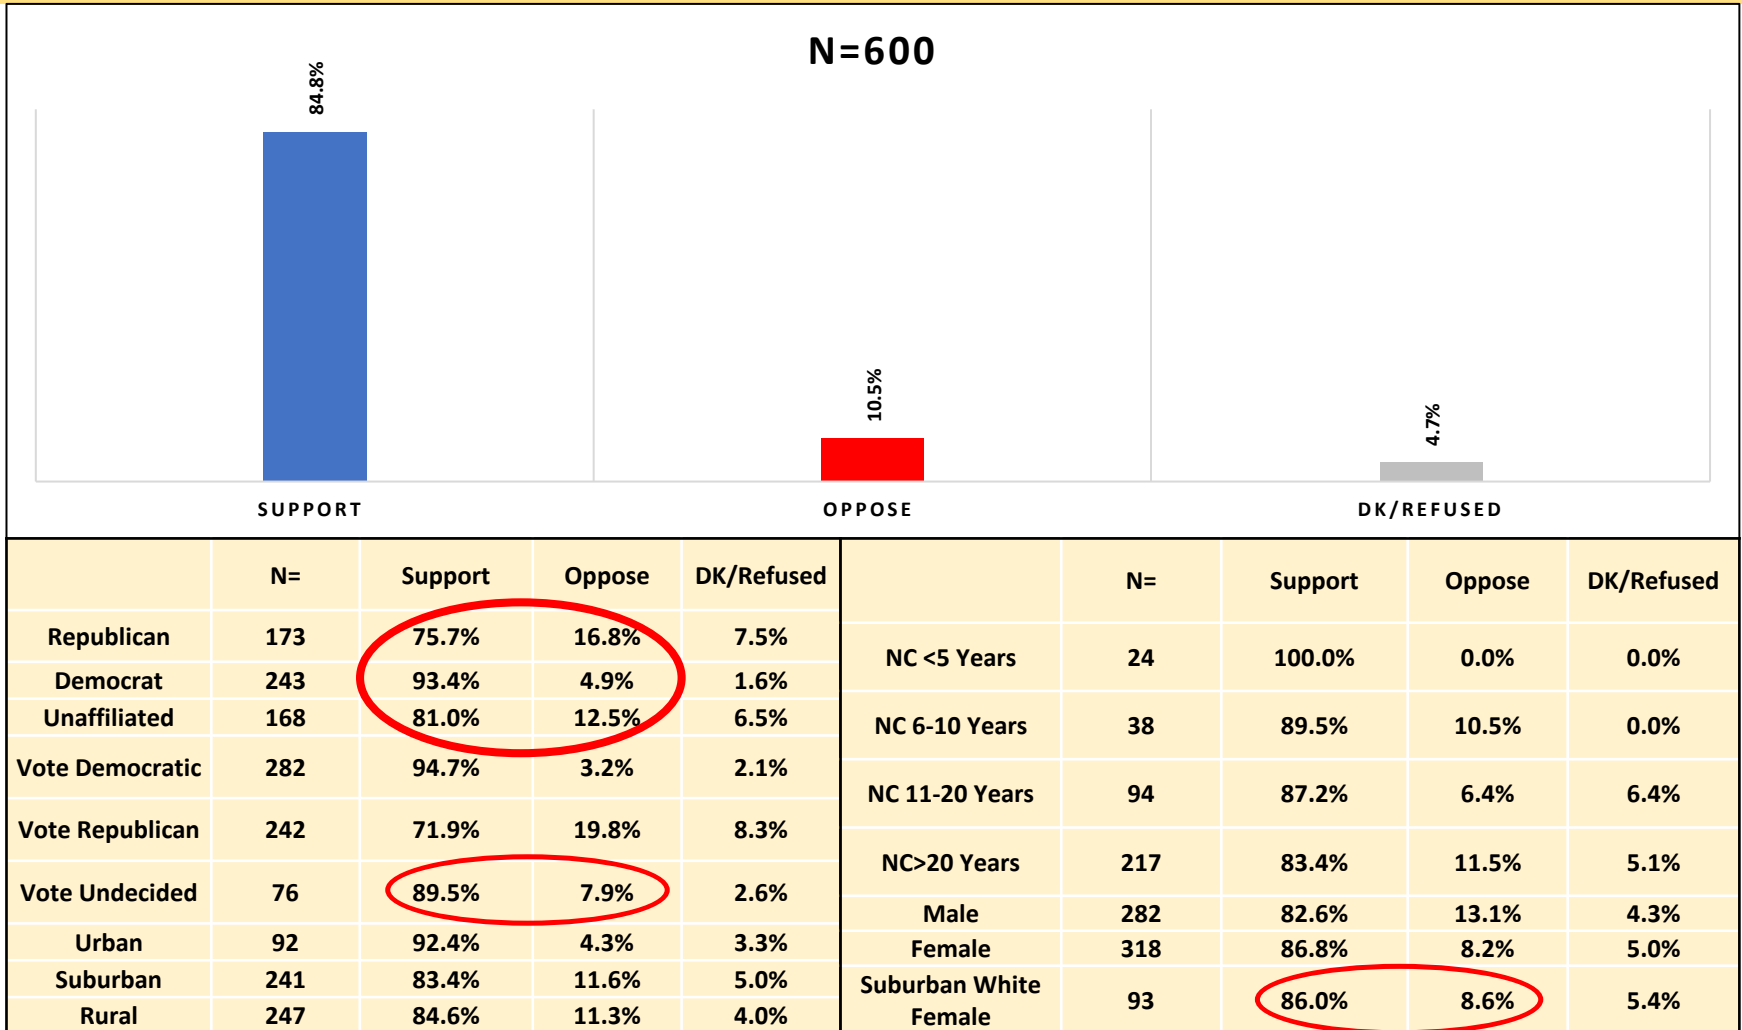 N=600
84.8%
10.5%
4.7%
SUPPORT
OPPOSE
DK/REFUSED
N= Support Oppose DK/Refused
Republican 173 75.7% 16.8% 7.5%
Democrat 243 93.4% 4.9% 1.6%
Unaffiliated 168 81.0% 12.5% 6.5%
Vote Democratic 282 94.7% 3.2% 2.1%
Vote Republican 242 71.9% 19.8% 8.3%
Vote Undecided 76 89.5% 7.9% 2.6%
Urban 92 92.4% 4.3% 3.3%
Suburban 241 83.4% 11.6% 5.0%
Rural 247 84.6% 11.3% 4.0%
N= Support Oppose DK/Refused
NC <5 Years 24 100.0% 0.0% 0.0%
NC 6-10 Years 38 89.5% 10.5% 0.0%
NC 11-20 Years 94 87.2% 6.4% 6.4%
NC>20 Years 217 83.4% 11.5% 5.1%
Male 282 82.6% 13.1% 4.3%
Female 318 86.8% 8.2% 5.0%
Suburban White
Female 93 86.0% 8.6% 5.4%